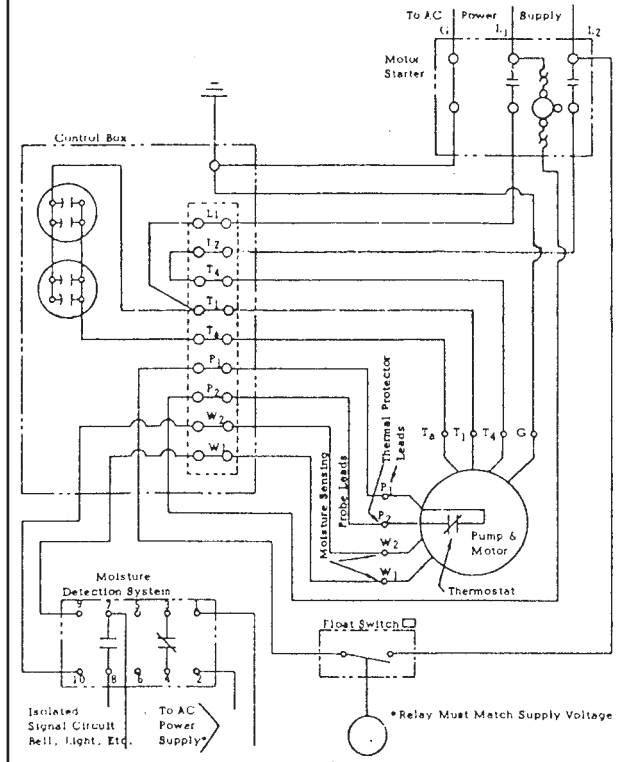 To AC Power Supply
G L1 L2
Motor
Starter
Control Box
L1
L2
T4
T1
Ta
P1
P2
W2
W1
Ta T1 T4 G
Thermal Protector
Leads
Moisture Sensing
Probe Leads
P1
P2
W2
W1
Pump &
Motor
Thermostat
Moisture
Detection System
9 7 5 3 1
10 8 6 4 2
Float Switch
Isolated
Signal Circuit
Bell, Light, Etc.
To AC
Power
Supply*
*Relay Must Match Supply Voltage